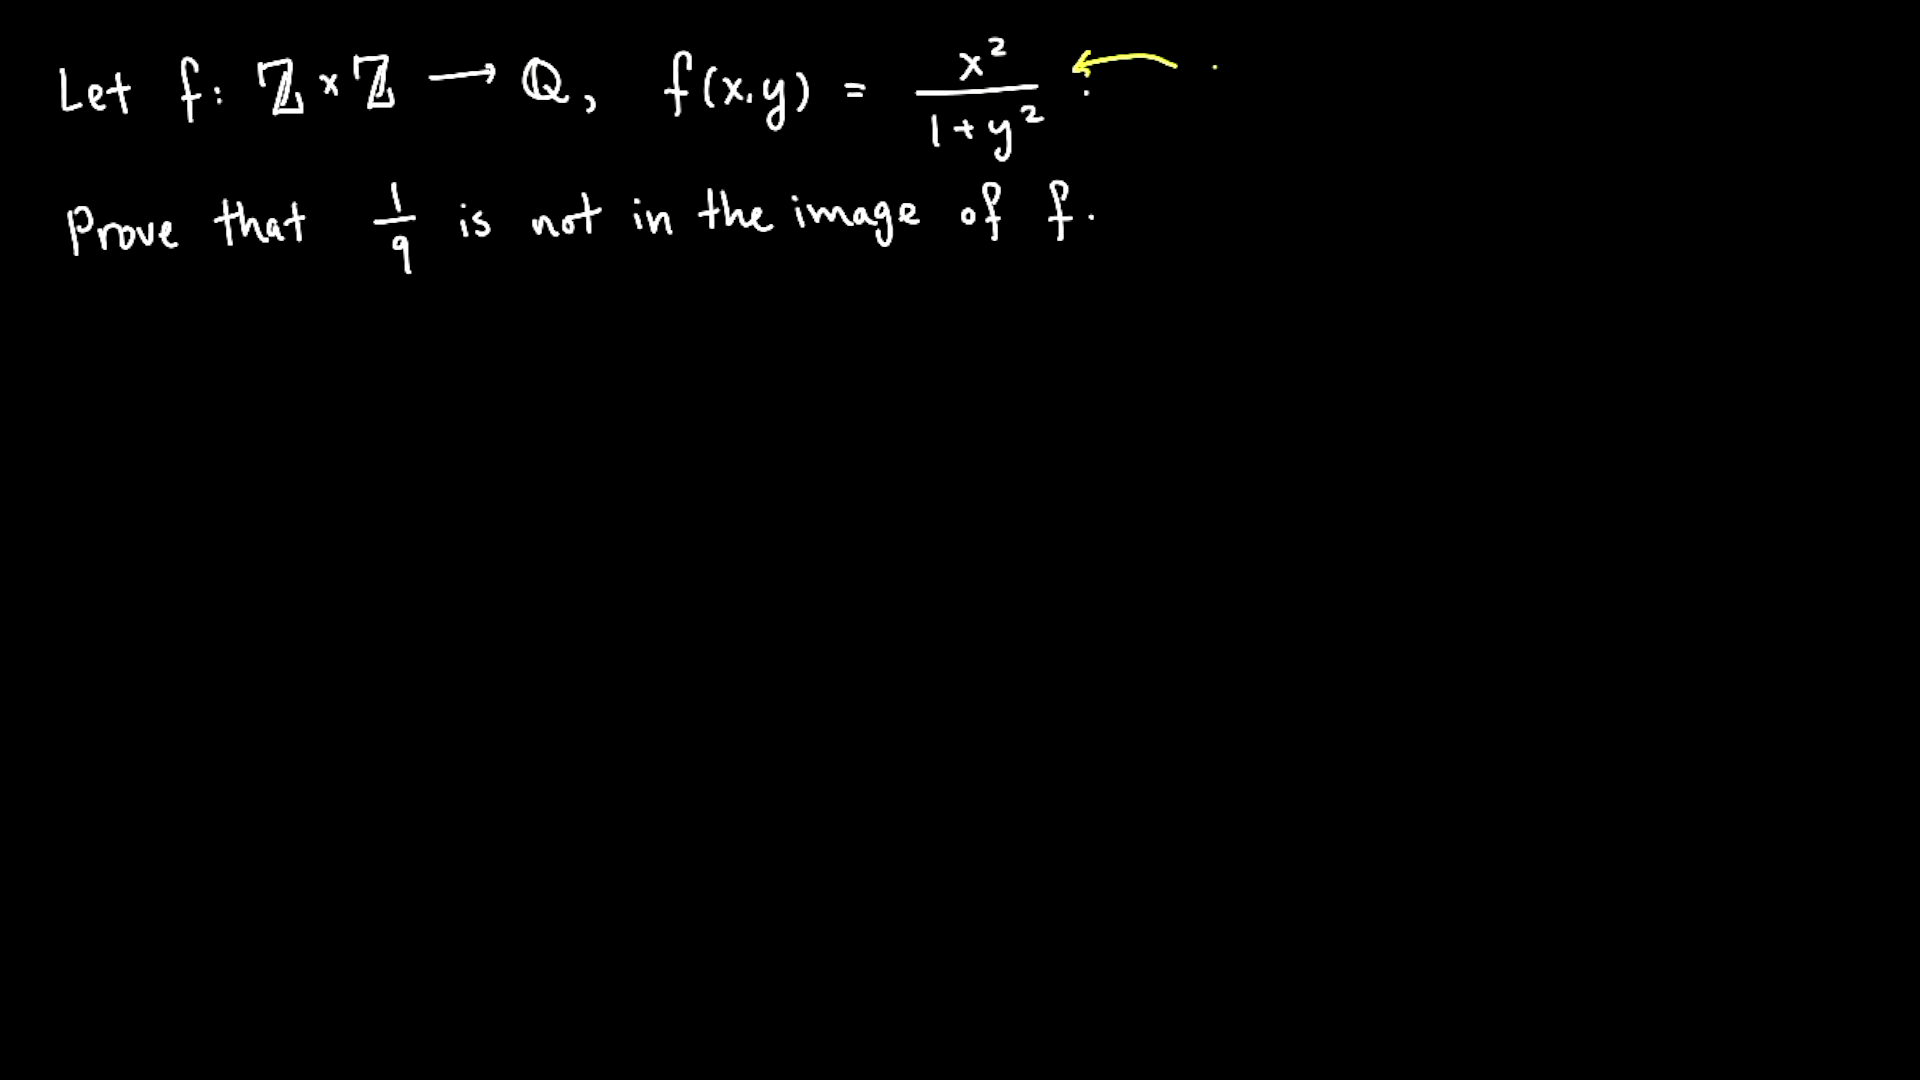 Let f: ℤ×ℤ → ℚ, f(x,y) = x²/(1+y²).
Prove that 1/9 is not in the image of f.